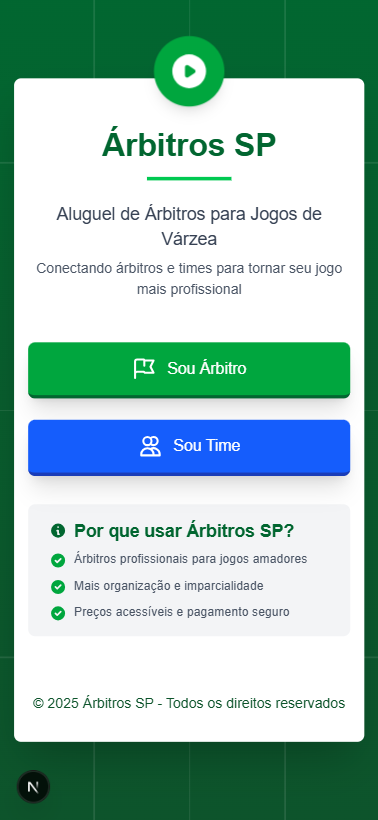 Árbitros SP
Aluguel de Árbitros para Jogos de
Várzea
Conectando árbitros e times para tornar seu jogo
mais profissional
Sou Árbitro
Sou Time
Por que usar Árbitros SP?
Árbitros profissionais para jogos amadores
Mais organização e imparcialidade
Preços acessíveis e pagamento seguro
© 2025 Árbitros SP - Todos os direitos reservados
N